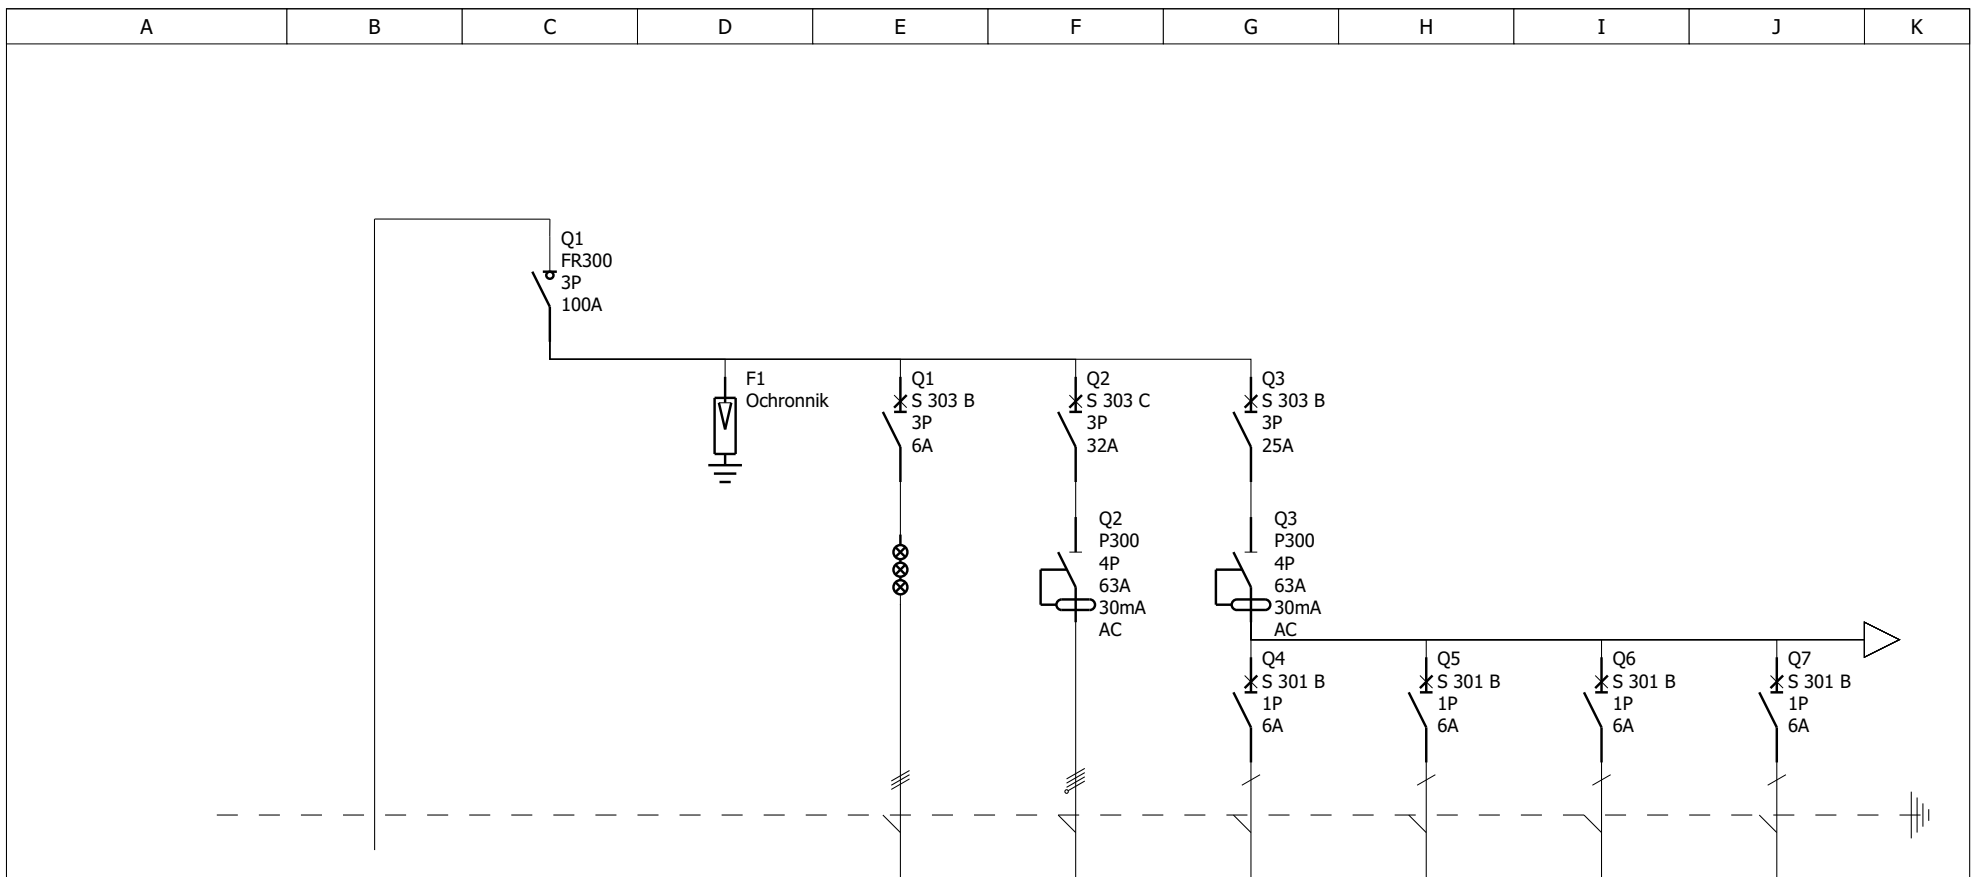 A B C D E F G H I J K
Q1
FR300
3P
100A
F1
Ochronnik
Q1
S 303 B
3P
6A
Q2
S 303 C
3P
32A
Q3
S 303 B
3P
25A
Q2
P300
4P
63A
30mA
AC
Q3
P300
4P
63A
30mA
AC
Q4
S 301 B
1P
6A
Q5
S 301 B
1P
6A
Q6
S 301 B
1P
6A
Q7
S 301 B
1P
6A